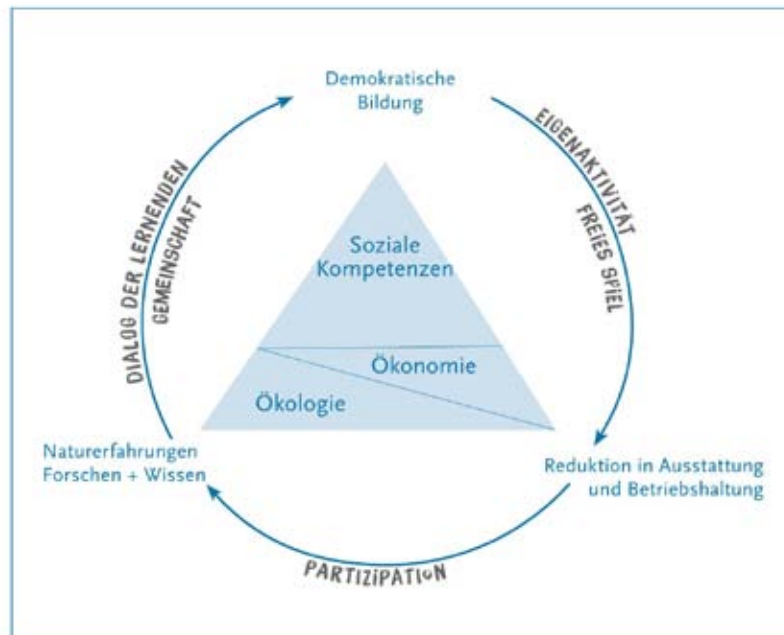 Demokratische
Bildung
EIGENAKTIVITÄT
FREIES SPIEL
DIALOG DER LERNENDEN
GEMEINSCHAFT
Soziale
Kompetenzen
Ökonomie
Ökologie
Naturerfahrungen
Forschen + Wissen
Reduktion in Ausstattung
und Betriebshaltung
PARTIZIPATION